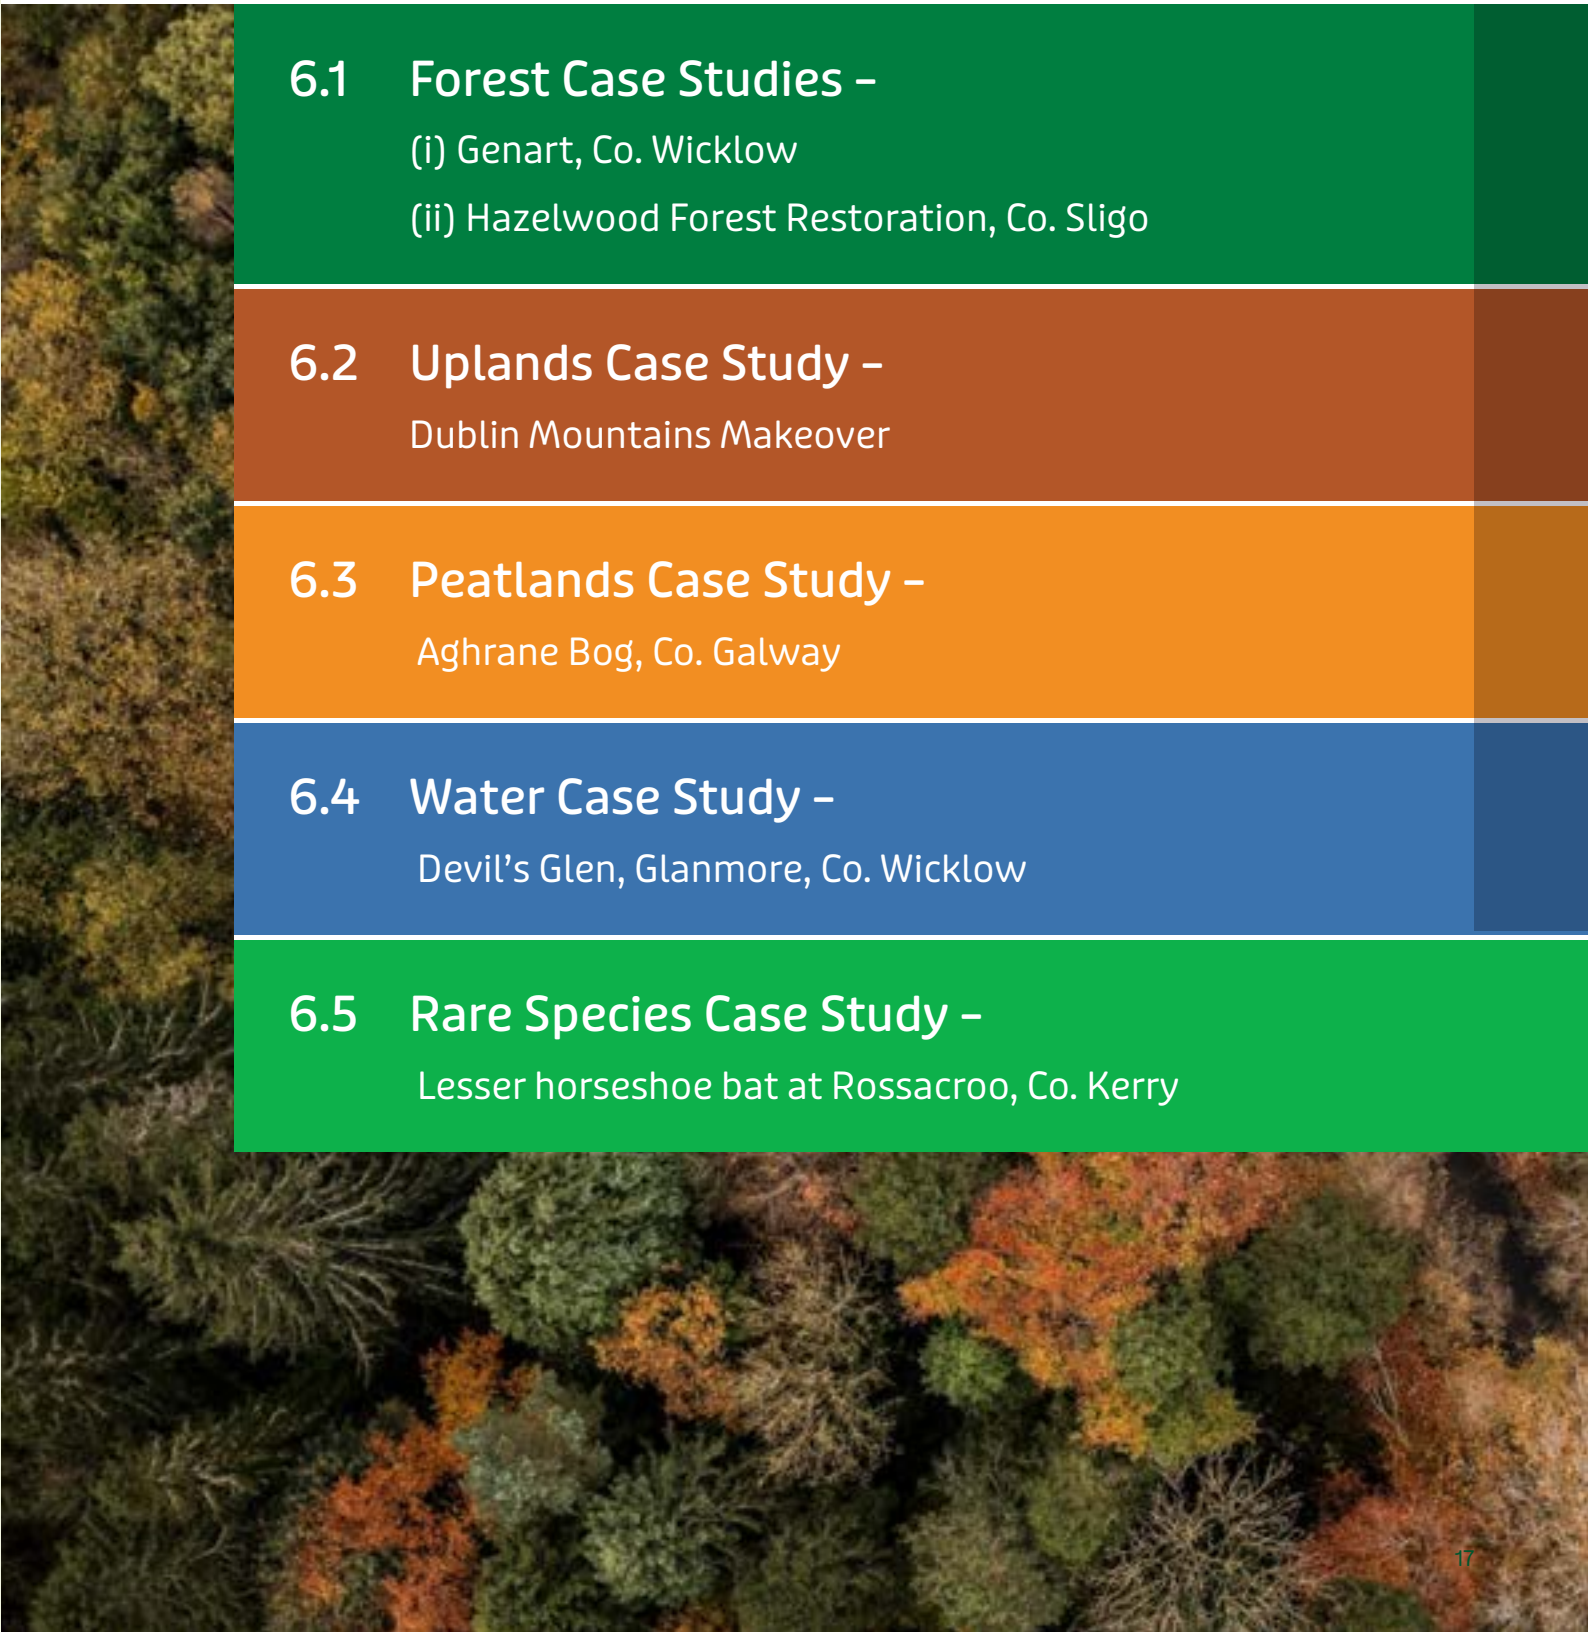 6.1 Forest Case Studies –
(i) Genart, Co. Wicklow
(ii) Hazelwood Forest Restoration, Co. Sligo
6.2 Uplands Case Study –
Dublin Mountains Makeover
6.3 Peatlands Case Study –
Aghrane Bog, Co. Galway
6.4 Water Case Study –
Devil's Glen, Glanmore, Co. Wicklow
6.5 Rare Species Case Study –
Lesser horseshoe bat at Rossacroo, Co. Kerry
17